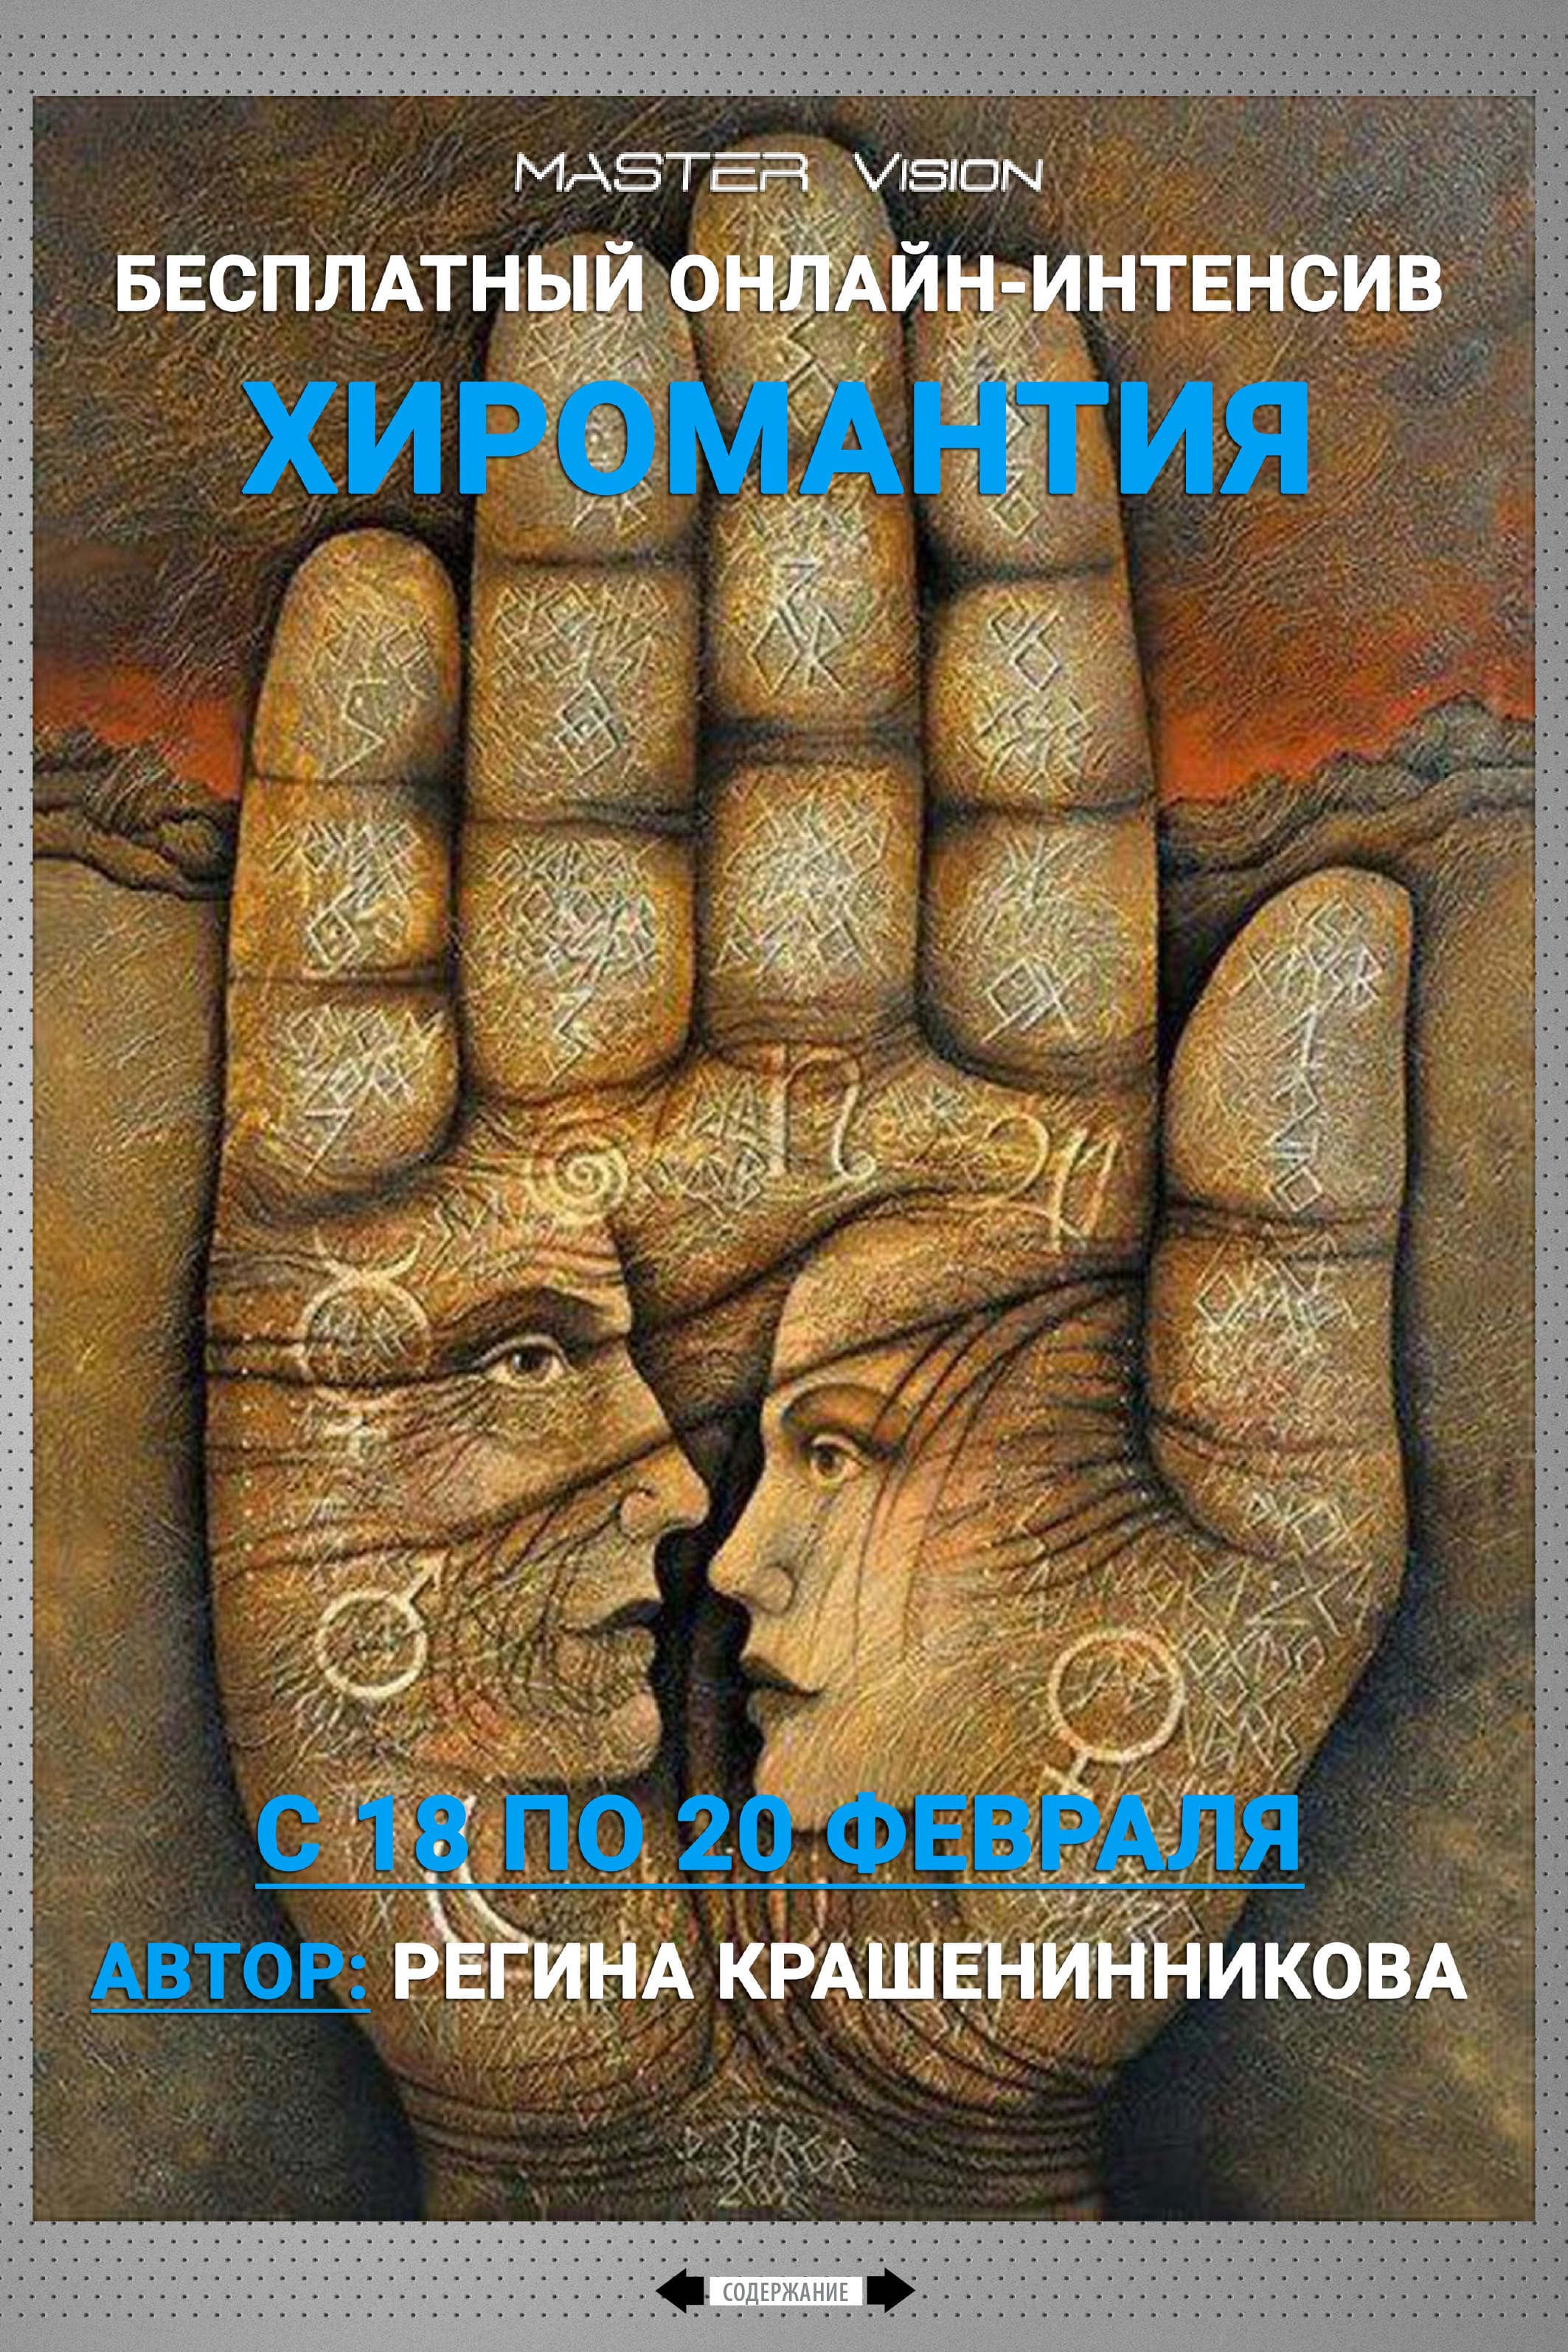 MASTER VISION
БЕСПЛАТНЫЙ ОНЛАЙН-ИНТЕНСИВ
ХИРОМАНТИЯ
С 18 ПО 20 ФЕВРАЛЯ
АВТОР: РЕГИНА КРАШЕНИННИКОВА
СОДЕРЖАНИЕ